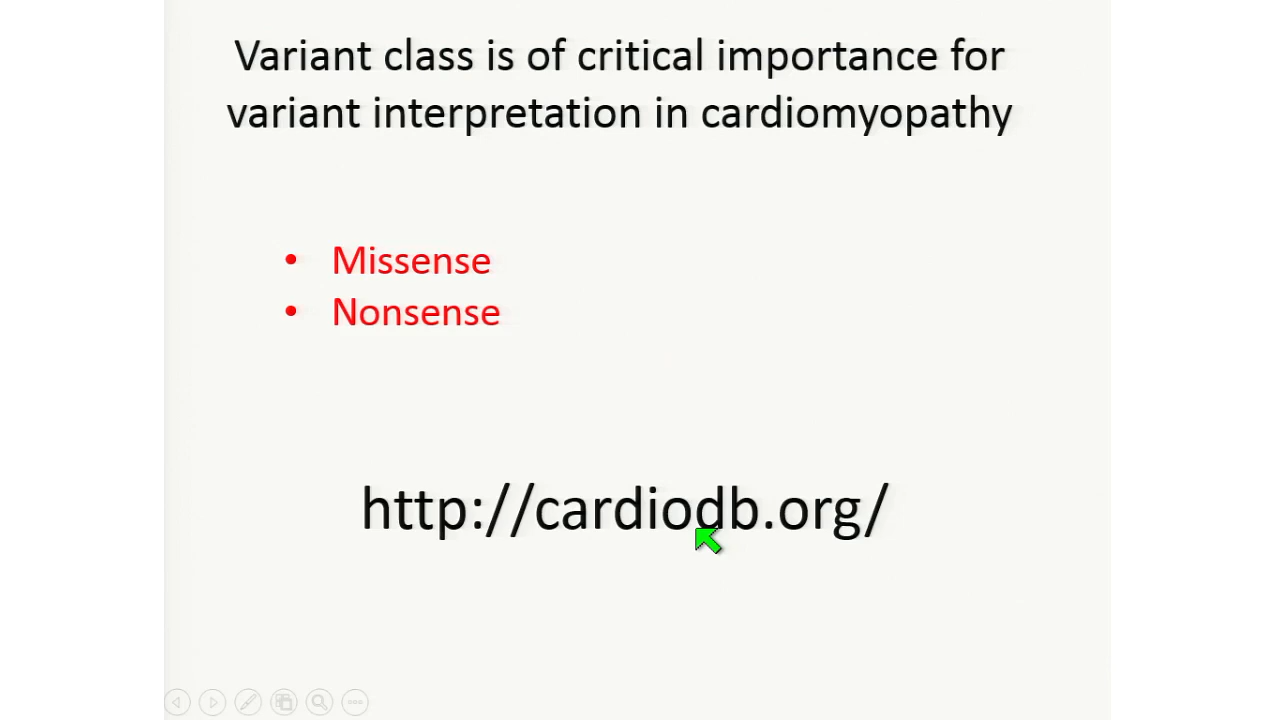 Variant class is of critical importance for
variant interpretation in cardiomyopathy
• Missense
• Nonsense
http://cardiodb.org/